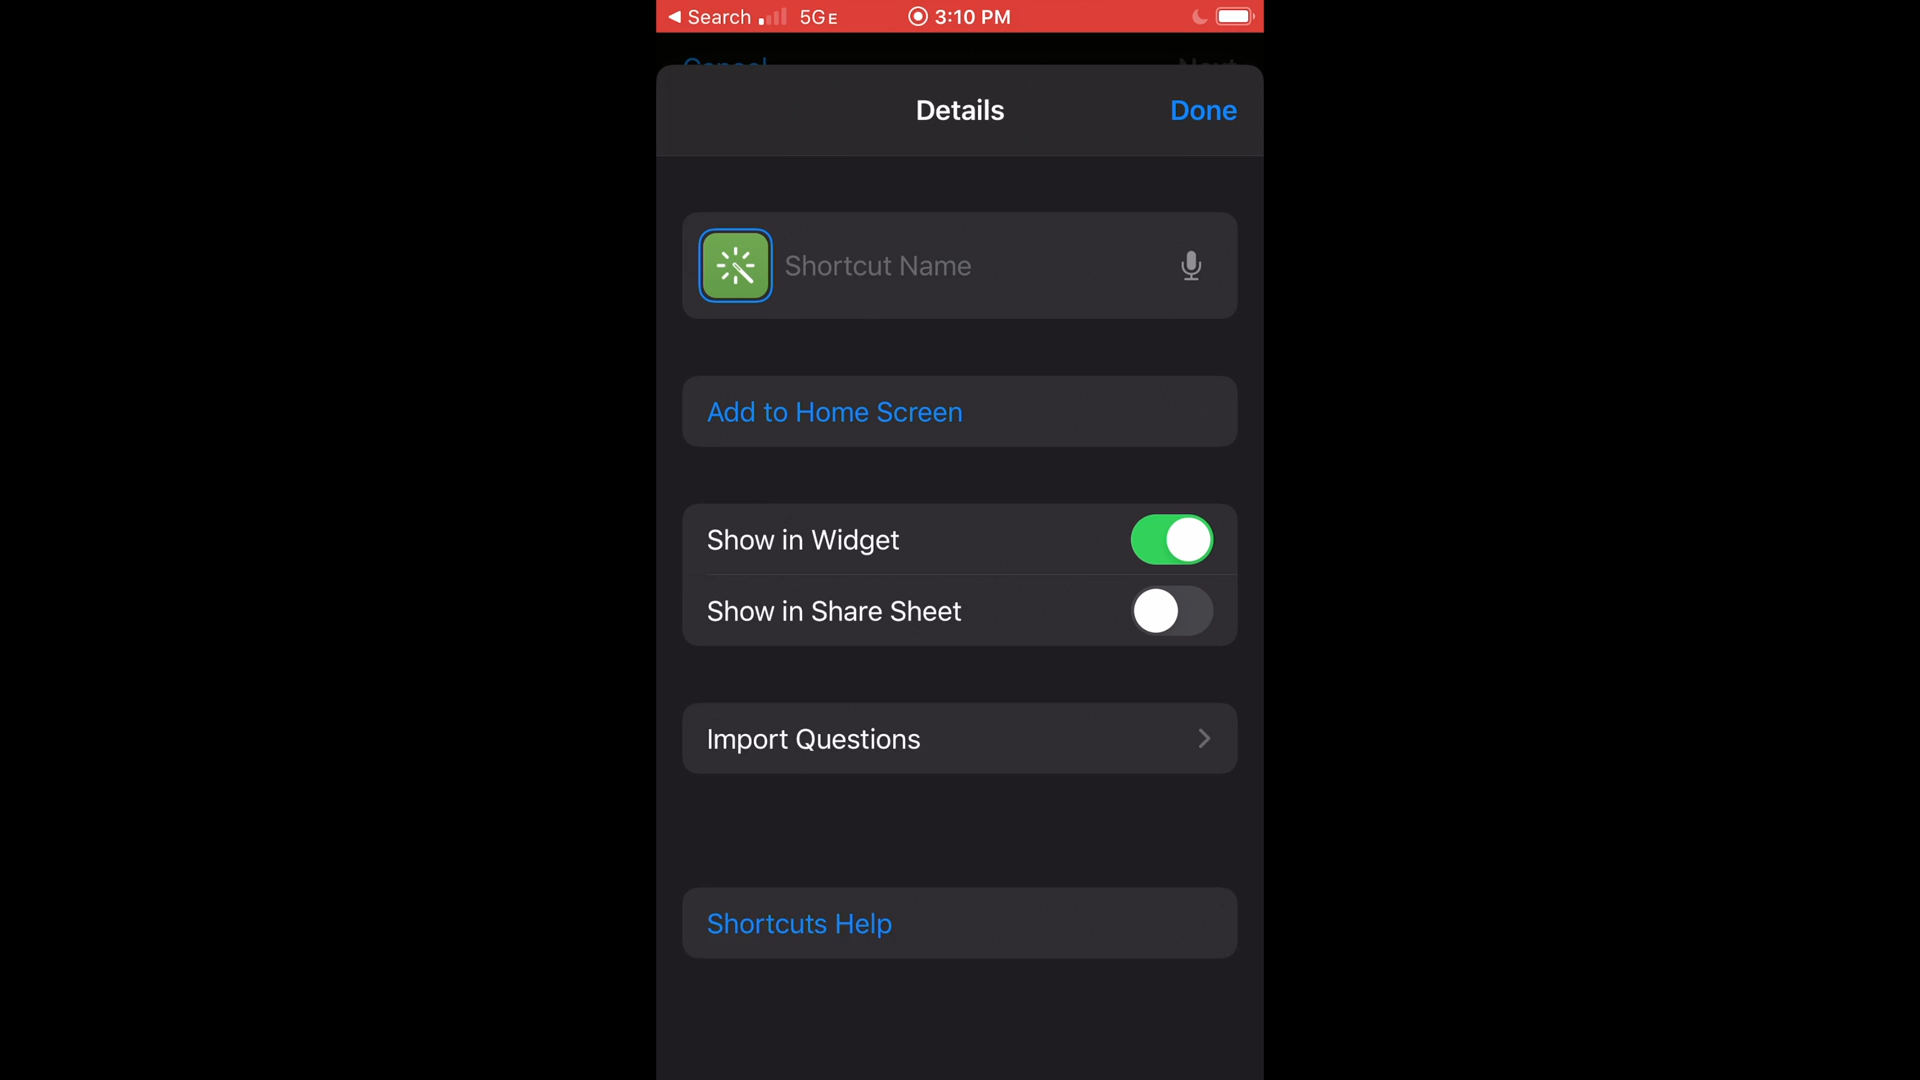 Search 5GE 3:10 PM
Cancel Next
Details Done
Shortcut Name
Add to Home Screen
Show in Widget
Show in Share Sheet
Import Questions
Shortcuts Help